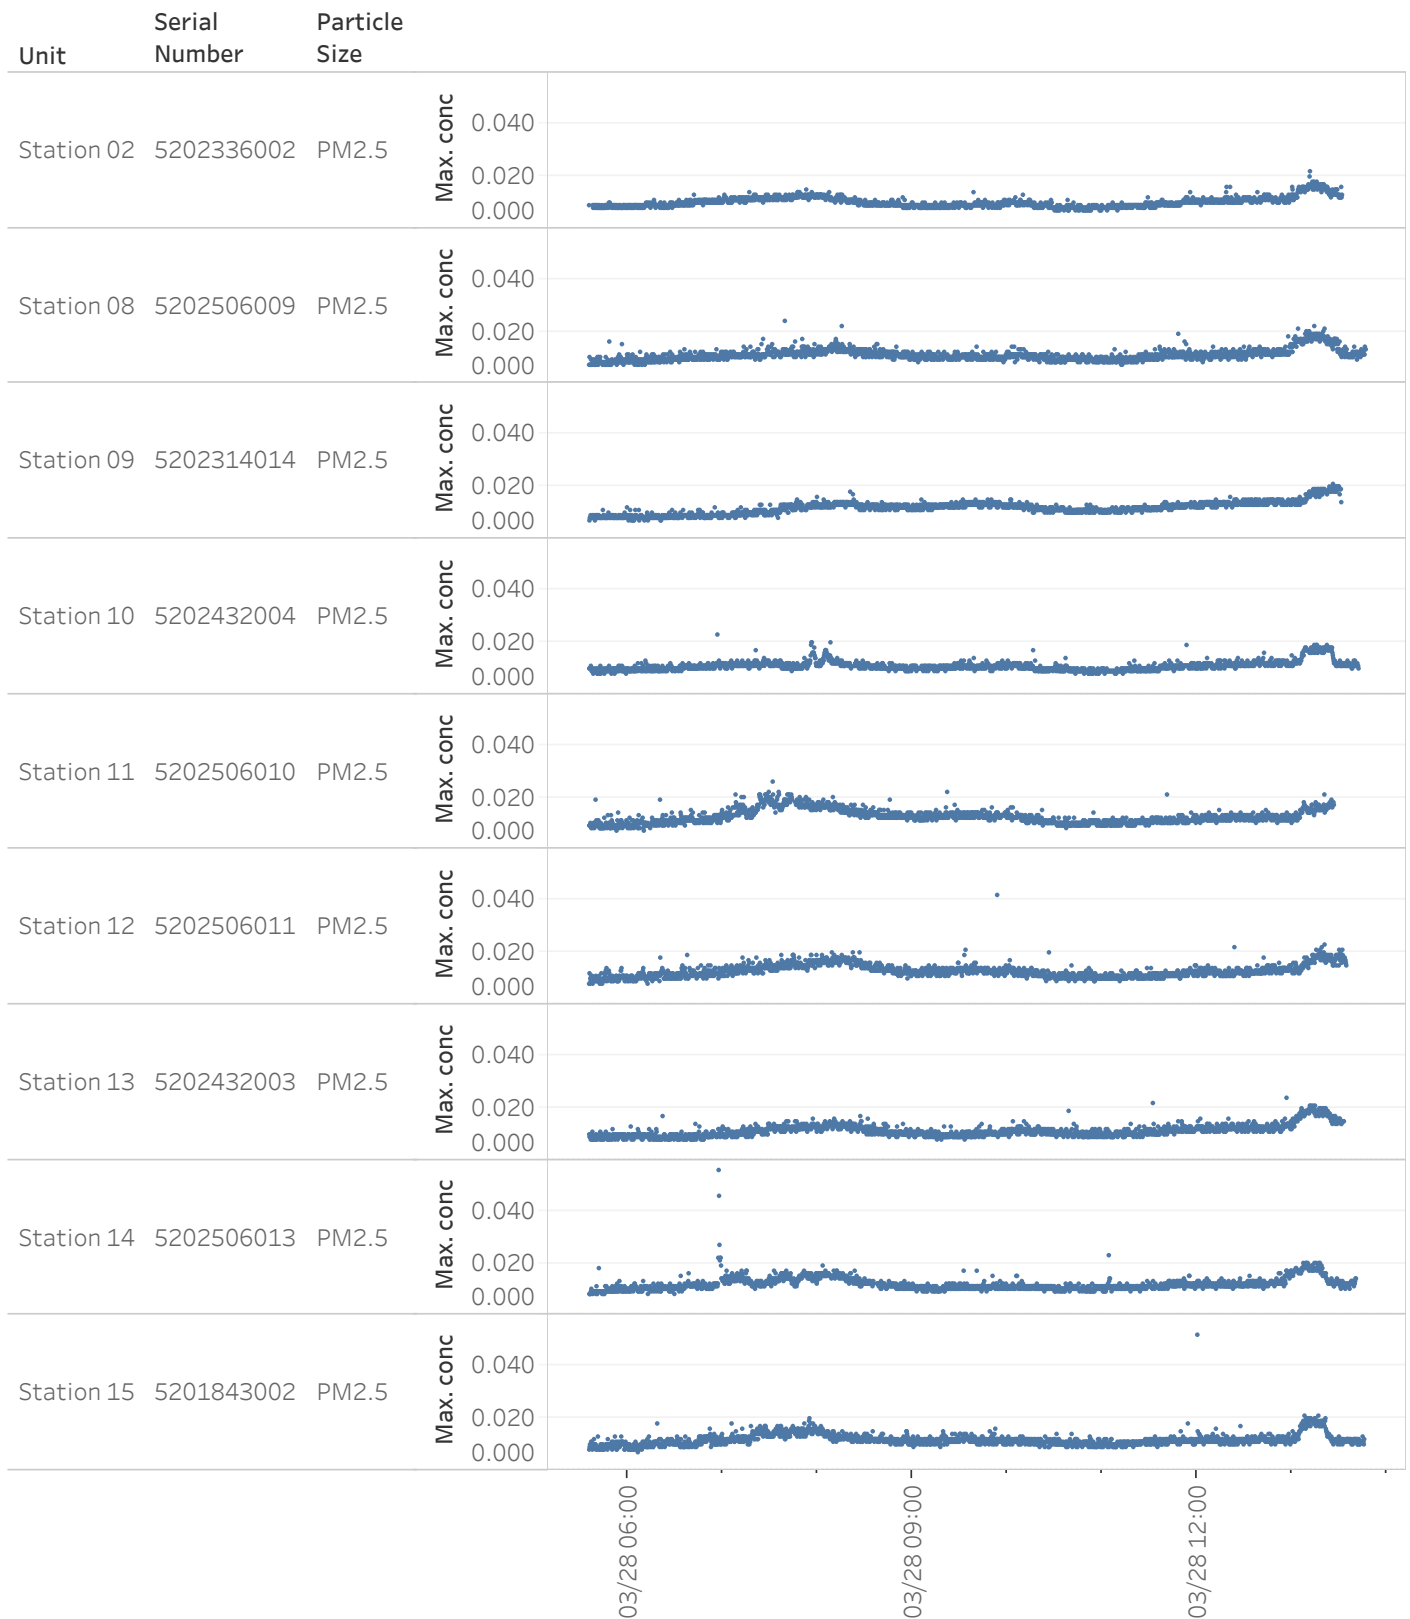 Unit Serial Number Particle Size
Max. conc
0.040
Station 02 5202336002 PM2.5
0.020
0.000
Max. conc
0.040
Station 08 5202506009 PM2.5
0.020
0.000
Max. conc
0.040
Station 09 5202314014 PM2.5
0.020
0.000
Max. conc
0.040
Station 10 5202432004 PM2.5
0.020
0.000
Max. conc
0.040
Station 11 5202506010 PM2.5
0.020
0.000
Max. conc
0.040
Station 12 5202506011 PM2.5
0.020
0.000
Max. conc
0.040
Station 13 5202432003 PM2.5
0.020
0.000
Max. conc
0.040
Station 14 5202506013 PM2.5
0.020
0.000
Max. conc
0.040
Station 15 5201843002 PM2.5
0.020
0.000
03/28 06:00
03/28 09:00
03/28 12:00